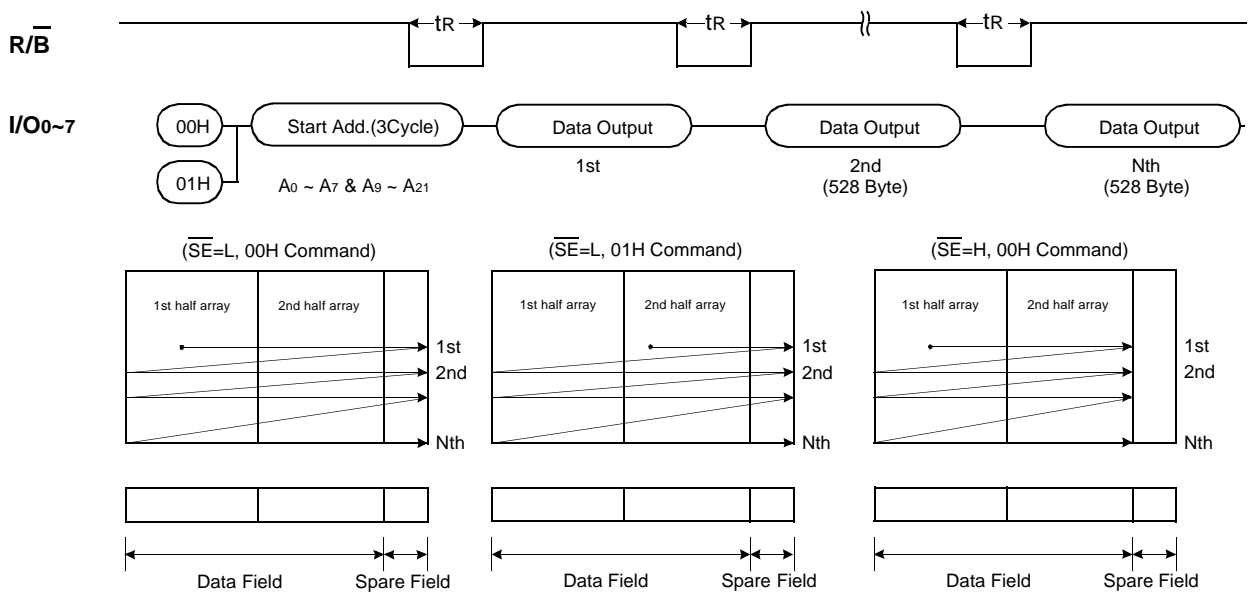 R/B
tR tR tR
I/O0~7
00H Start Add.(3Cycle) Data Output Data Output Data Output
01H
A0 ~ A7 & A9 ~ A21
1st 2nd Nth
(528 Byte) (528 Byte)
(SE=L, 00H Command) (SE=L, 01H Command) (SE=H, 00H Command)
1st half array 2nd half array 1st half array 2nd half array 1st half array 2nd half array
1st 1st 1st
2nd 2nd 2nd
Nth Nth Nth
Data Field Spare Field Data Field Spare Field Data Field Spare Field